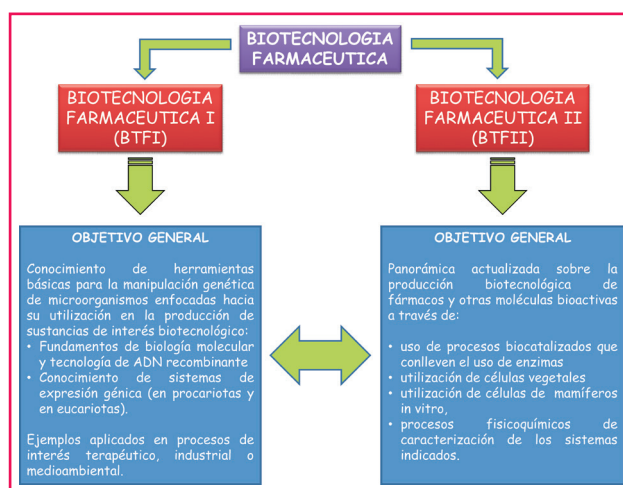 BIOTECNOLOGIA
FARMACEUTICA
BIOTECNOLOGIA
FARMACEUTICA I
(BTFI)
BIOTECNOLOGIA
FARMACEUTICA II
(BTFII)
OBJETIVO GENERAL
Conocimiento de herramientas
básicas para la manipulación genética
de microorganismos enfocadas hacia
su utilización en la producción de
sustancias de interés biotecnológico:
• Fundamentos de biología molecular
y tecnología de ADN recombinante
• Conocimiento de sistemas de
expresión génica (en procariotas y
en eucariotas).
Ejemplos aplicados en procesos de
interés terapéutico, industrial o
medioambiental.
OBJETIVO GENERAL
Panorámica actualizada sobre la
producción biotecnológica de
fármacos y otras moléculas bioactivas
a través de:
• uso de procesos biocatalizados que
conlleven el uso de enzimas
• utilización de células vegetales
• utilización de células de mamíferos
in vitro,
• procesos fisicoquímicos de
caracterización de los sistemas
indicados.